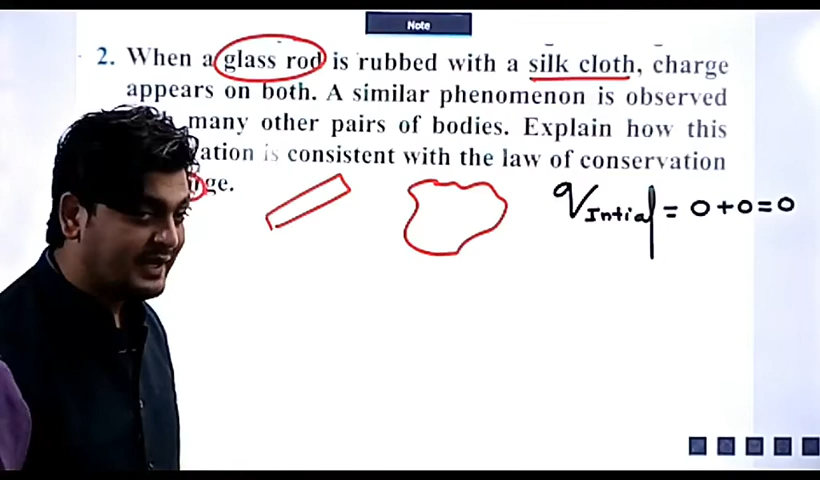 Note
2. When a glass rod is rubbed with a silk cloth, charge
appears on both. A similar phenomenon is observed
many other pairs of bodies. Explain how this
ation is consistent with the law of conservation
ge.
q Intial = 0+0=0